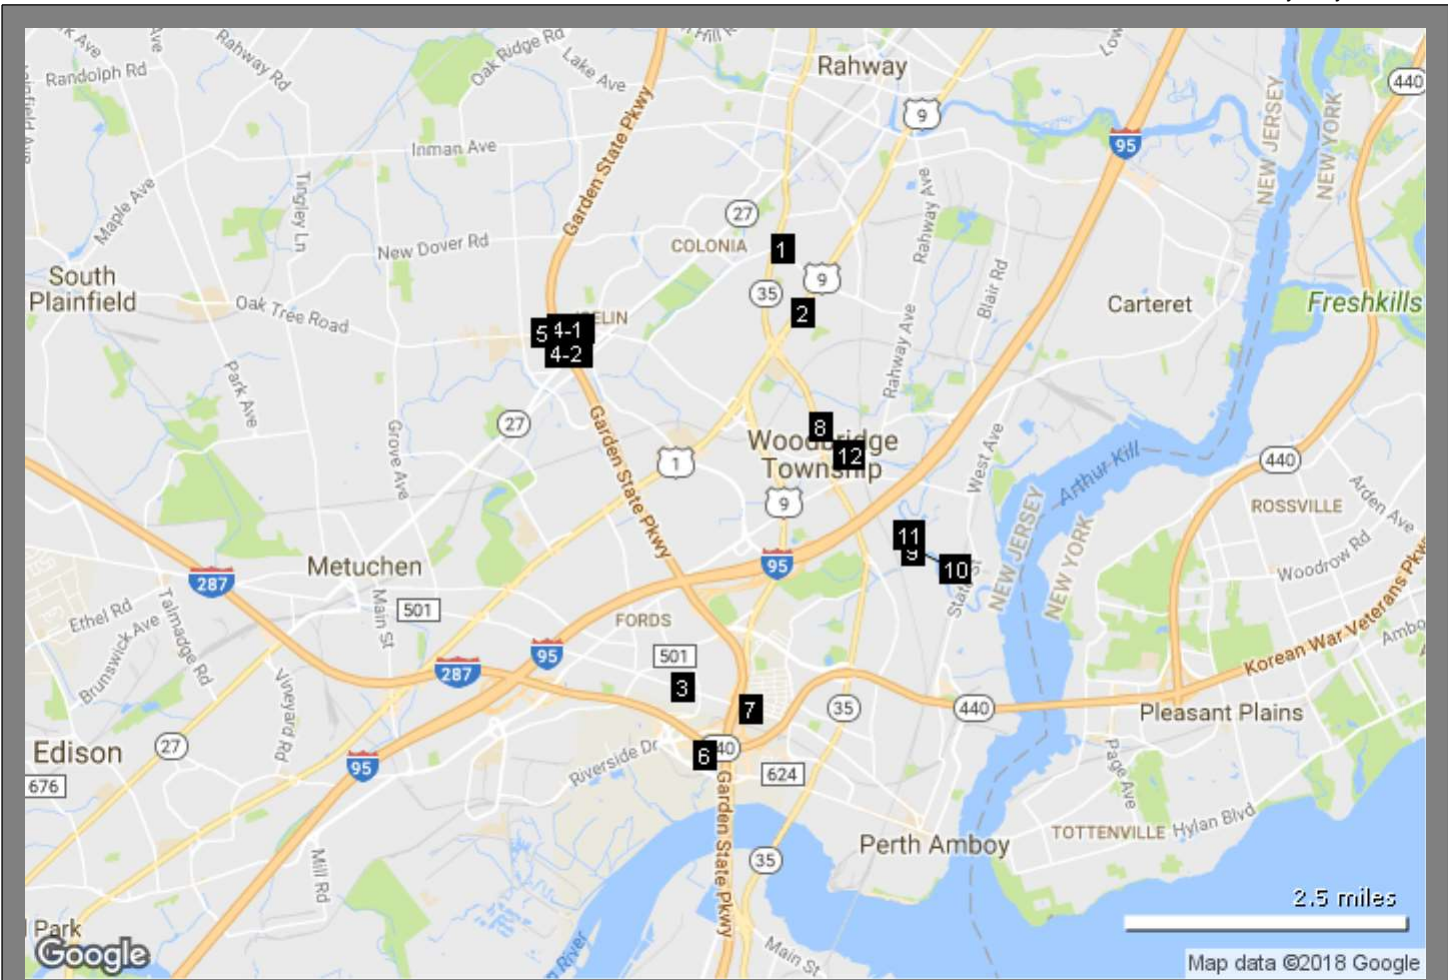 Rahway
Rahway Rd
Oak Ridge Rd
Lake Ave
Randolph Rd
440
9
Inman Ave
Garden State Pkwy
95
NEW JERSEY
NEW YORK
Maple Ave
Tingley Ln
27
Rahway Ave
New Dover Rd
COLONIA
1
South
Plainfield
9
Blair Rd
35
Carteret
Freshkills
Oak Tree Road
2
5
4-1
4-2
Park Ave
Rahway Ave
27
Grove Ave
Garden State Pkwy
8
Woodbridge
Township
12
1
West Ave
Arthur Kill
440
9
ROSSVILLE
Arden Ave
11
9
10
NEW JERSEY
NEW YORK
Woodrow Rd
Metuchen
95
287
501
Main St
Ethel Rd
Brunswick Ave
Talmadge Rd
FORDS
Korean War Veterans Pkwy
95
501
287
3
Vineyard Rd
7
35
440
Pleasant Plains
Edison
27
6
Riverside Dr
624
95
676
Page Ave
Garden State Pkwy
Perth Amboy
TOTTENVILLE
Hylan Blvd
Mill Rd
35
2.5 miles
Park
Main St
River
Google
Map data ©2018 Google